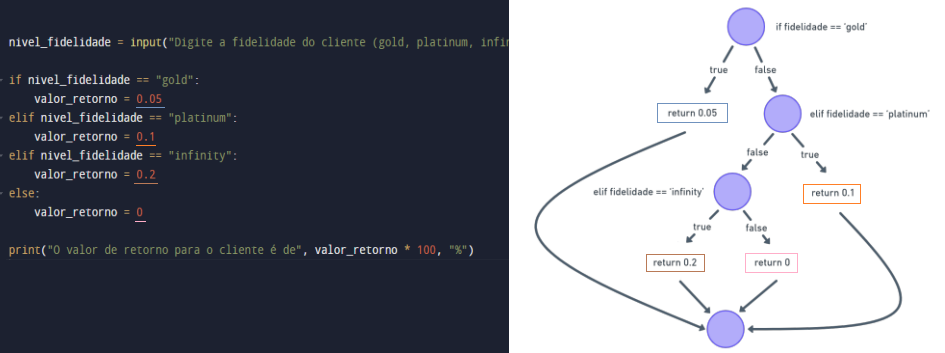 nivel_fidelidade = input("Digite a fidelidade do cliente (gold, platinum, infin
if nivel_fidelidade == "gold":
valor_retorno = 0.05
elif nivel_fidelidade == "platinum":
valor_retorno = 0.1
elif nivel_fidelidade == "infinity":
valor_retorno = 0.2
else:
valor_retorno = 0
print("O valor de retorno para o cliente é de", valor_retorno * 100, "%")
if fidelidade == 'gold'
true
false
return 0.05
elif fidelidade == 'platinum'
false
true
elif fidelidade == 'infinity'
return 0.1
true
false
return 0.2
return 0